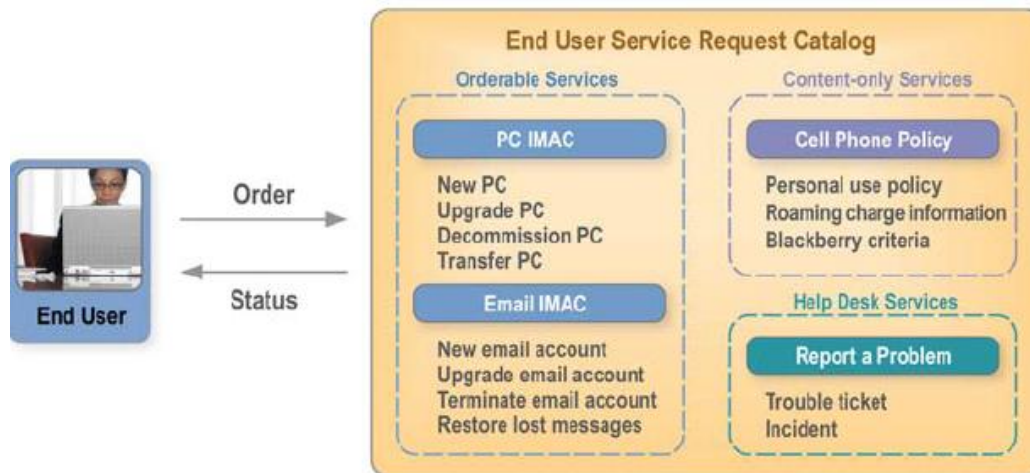 End User Service Request Catalog
Orderable Services
PC IMAC
New PC
Upgrade PC
Decommission PC
Transfer PC
Email IMAC
New email account
Upgrade email account
Terminate email account
Restore lost messages
Content-only Services
Cell Phone Policy
Personal use policy
Roaming charge information
Blackberry criteria
Help Desk Services
Report a Problem
Trouble ticket
Incident
Order
Status
End User